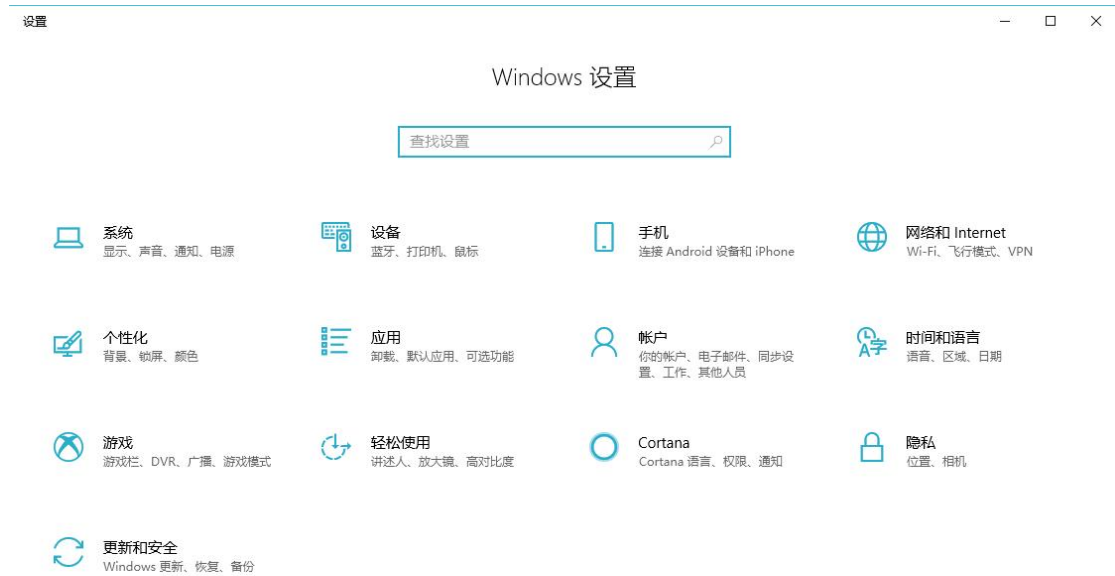 设置
Windows 设置
查找设置
系统
显示、声音、通知、电源
设备
蓝牙、打印机、鼠标
手机
连接 Android 设备和 iPhone
网络和 Internet
Wi-Fi、飞行模式、VPN
个性化
背景、锁屏、颜色
应用
卸载、默认应用、可选功能
帐户
你的帐户、电子邮件、同步设
置、工作、其他人员
时间和语言
语音、区域、日期
游戏
游戏栏、DVR、广播、游戏模式
轻松使用
讲述人、放大镜、高对比度
Cortana
Cortana 语言、权限、通知
隐私
位置、相机
更新和安全
Windows 更新、恢复、备份